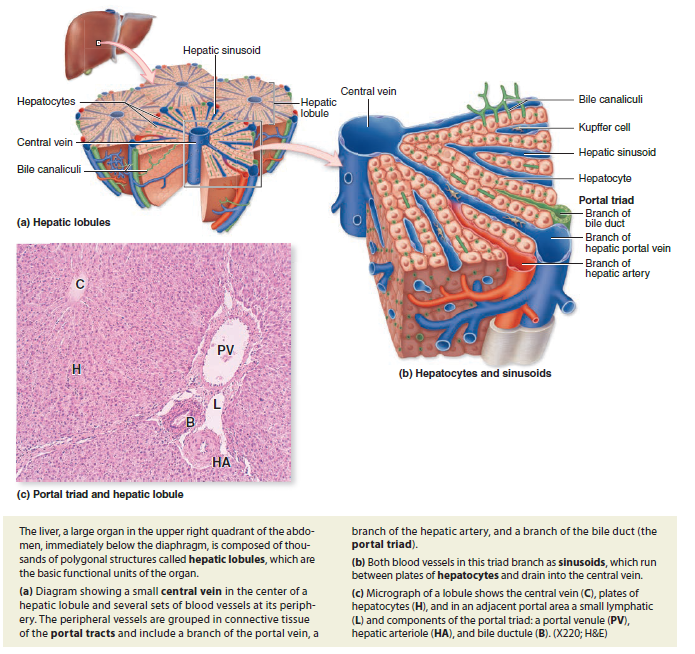 Hepatic sinusoid
Hepatocytes
Hepatic
lobule
Central vein
Bile canaliculi
(a) Hepatic lobules
Central vein
Bile canaliculi
Kupffer cell
Hepatic sinusoid
Hepatocyte
Portal triad
Branch of
bile duct
Branch of
hepatic portal vein
Branch of
hepatic artery
(b) Hepatocytes and sinusoids
C
PV
H
L
B
HA
(c) Portal triad and hepatic lobule
The liver, a large organ in the upper right quadrant of the abdo-
men, immediately below the diaphragm, is composed of thou-
sands of polygonal structures called hepatic lobules, which are
the basic functional units of the organ.
(a) Diagram showing a small central vein in the center of a
hepatic lobule and several sets of blood vessels at its periph-
ery. The peripheral vessels are grouped in connective tissue
of the portal tracts and include a branch of the portal vein, a
branch of the hepatic artery, and a branch of the bile duct (the
portal triad).
(b) Both blood vessels in this triad branch as sinusoids, which run
between plates of hepatocytes and drain into the central vein.
(c) Micrograph of a lobule shows the central vein (C), plates of
hepatocytes (H), and in an adjacent portal area a small lymphatic
(L) and components of the portal triad: a portal venule (PV),
hepatic arteriole (HA), and bile ductule (B). (X220; H&E)